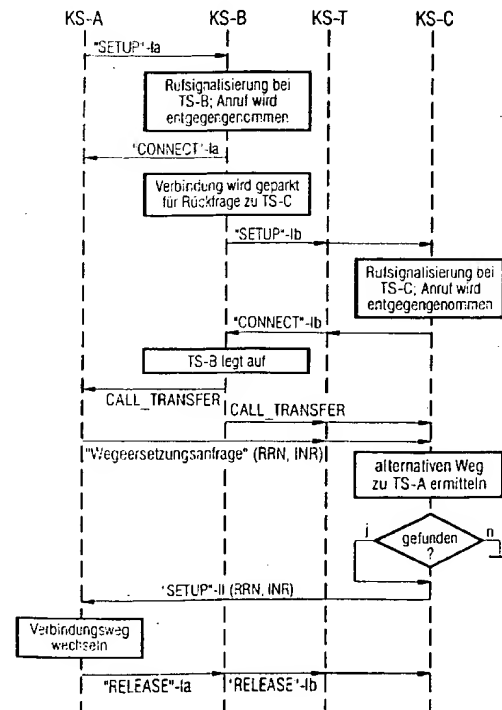 KS-A KS-B KS-T KS-C
"SETUP"-Ia
Rufsignalisierung bei
TS-B; Anruf wird
entgegengenommen
"CONNECT"-Ia
Verbindung wird geparkt
für Rückfrage zu TS-C
"SETUP"-Ib
Rufsignalisierung bei
TS-C; Anruf wird
entgegengenommen
"CONNECT"-Ib
TS-B legt auf
CALL_TRANSFER
CALL_TRANSFER
"Wegeersetzungsanfrage" (RRN, INR)
alternativen Weg
zu TS-A ermitteln
j gefunden n
?
"SETUP"-II (RRN, INR)
Verbindungsweg
wechseln
"RELEASE"-Ia "RELEASE"-Ib